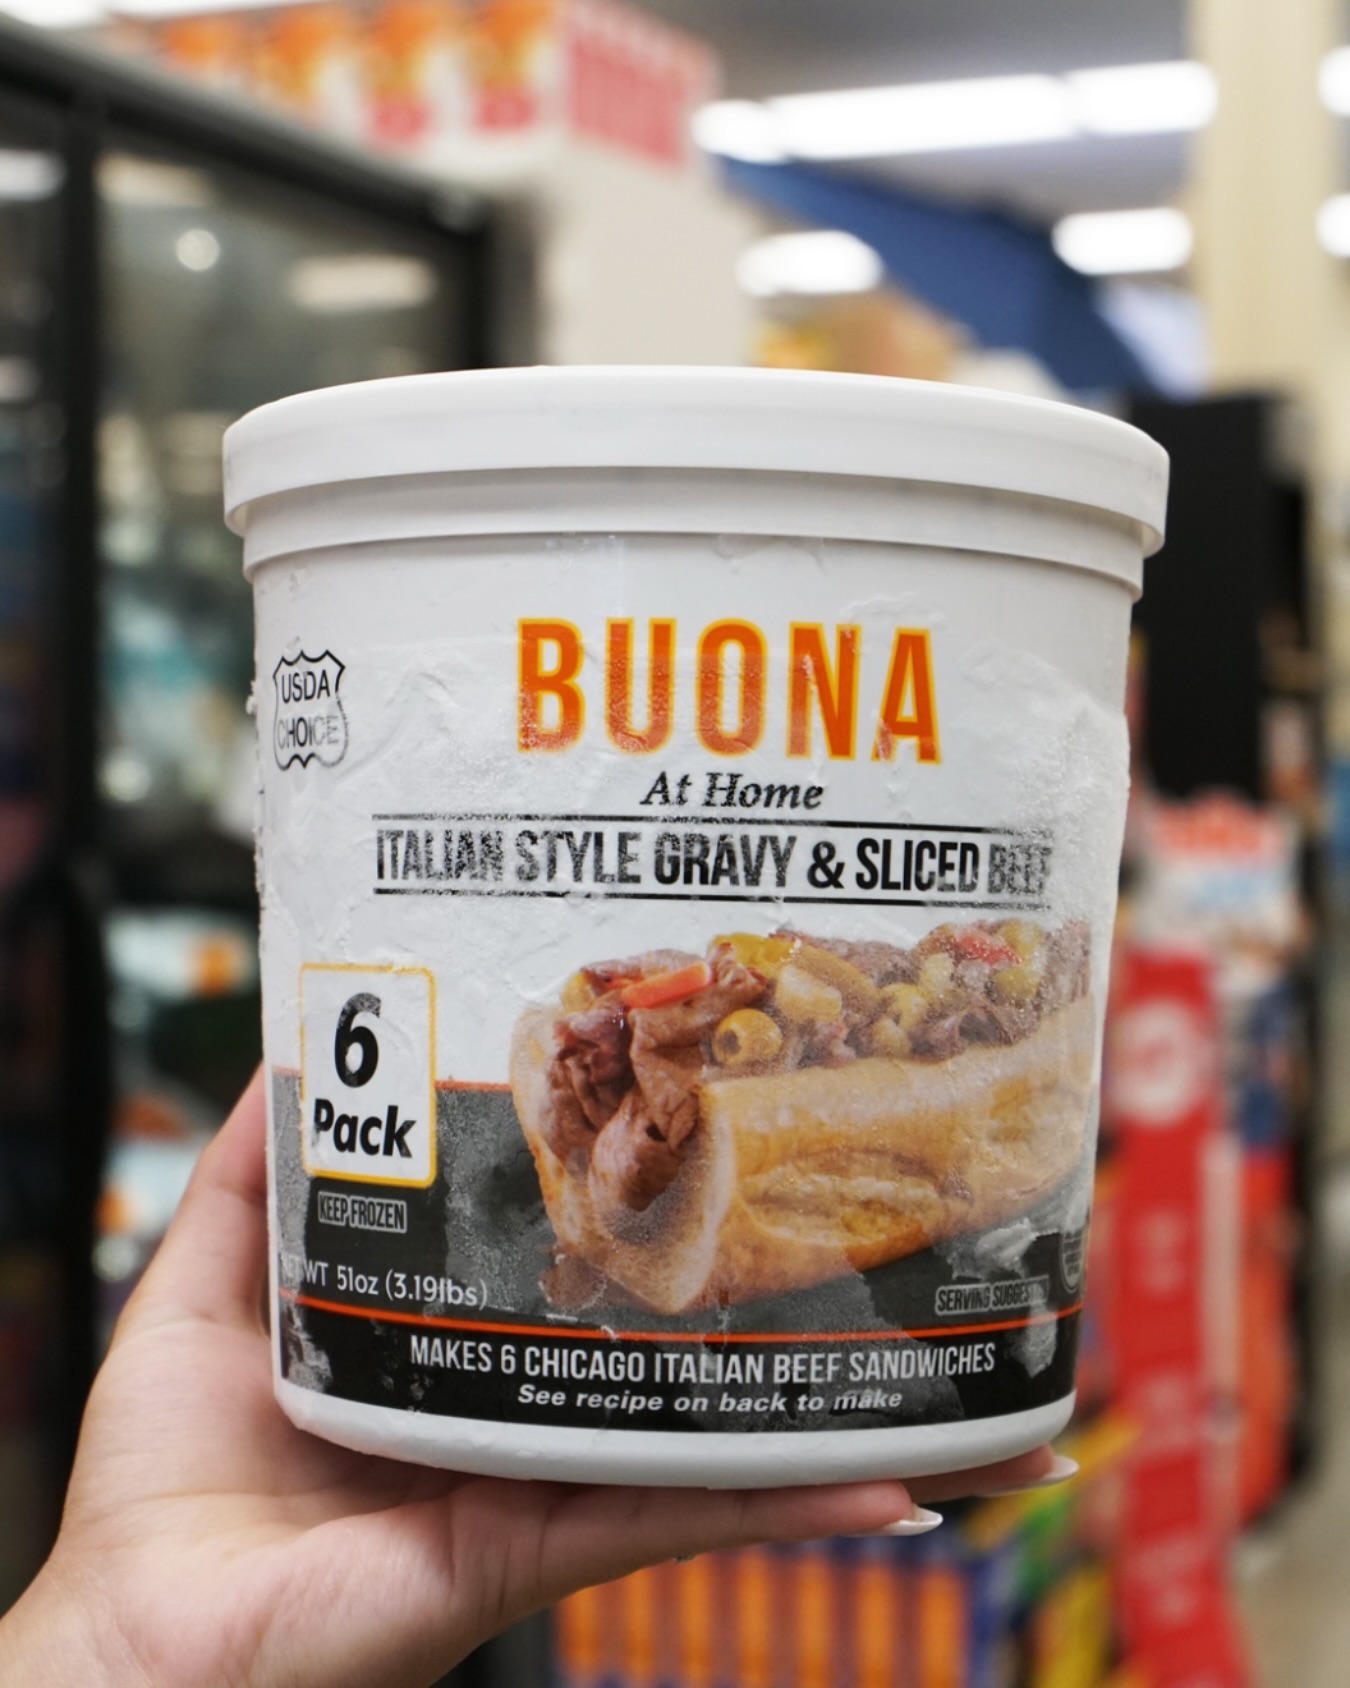 BUONA
USDA
CHOICE
At Home
ITALIAN STYLE GRAVY & SLICED BEEF
6
Pack
KEEP FROZEN
WT 51oz (3.19lbs)
SERVING
MAKES 6 CHICAGO ITALIAN BEEF SANDWICHES
See recipe on back to make